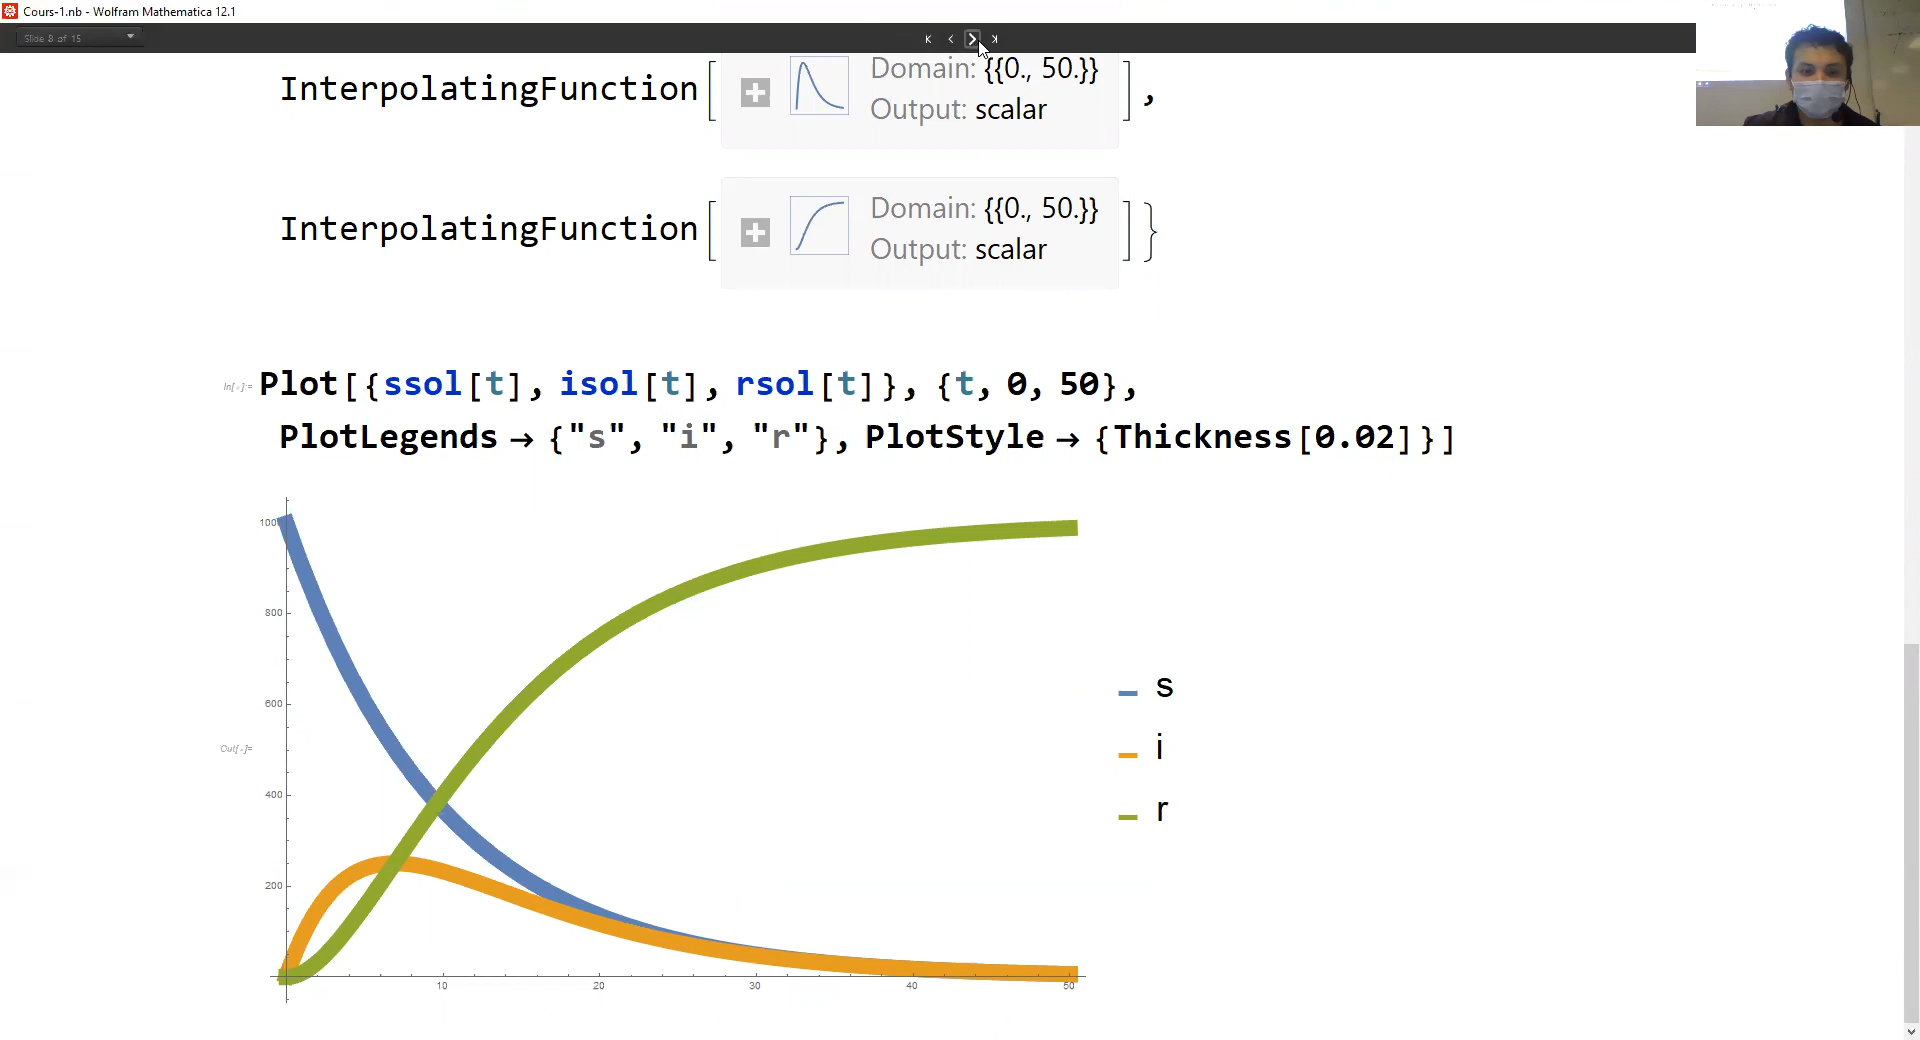 Cours-1.nb - Wolfram Mathematica 12.1
Slide 8 of 15
InterpolatingFunction[ Domain: {{0., 50.}}
Output: scalar ],
InterpolatingFunction[ Domain: {{0., 50.}}
Output: scalar ]}
In[ ]:= Plot[{ssol[t], isol[t], rsol[t]}, {t, 0, 50},
PlotLegends → {"s", "i", "r"}, PlotStyle → {Thickness[0.02]}]
Out[ ]=
800
600
400
200
10 20 30 40 50
s
i
r